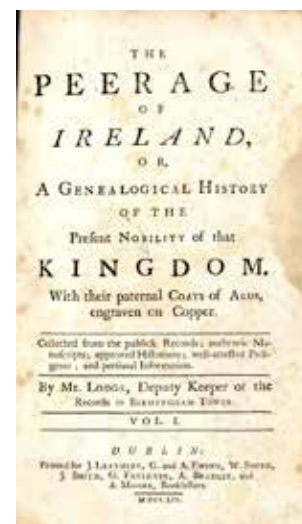 THE
PEERAGE
OF
IRELAND,
OR,
A GENEALOGICAL HISTORY
OF THE
Present NOBILITY of that
KINGDOM.
With their paternal COATS of ARMS,
engraven on Copper.
Collected from the publick Records; authentic Ma-
nuscripts; approved Historians; well-attested Pedi-
grees; and personal Information.
By Mr. LODGE, Deputy Keeper of the
Records in BERMINGHAM TOWER.
VOL. I.
DUBLIN:
Printed for J. LEATHLEY, G. and A. EWING, W. SMITH,
J. SMITH, G. FAULKNER, A. BRADLEY, and
A. MOORE, Booksellers.
MDCCLIV.